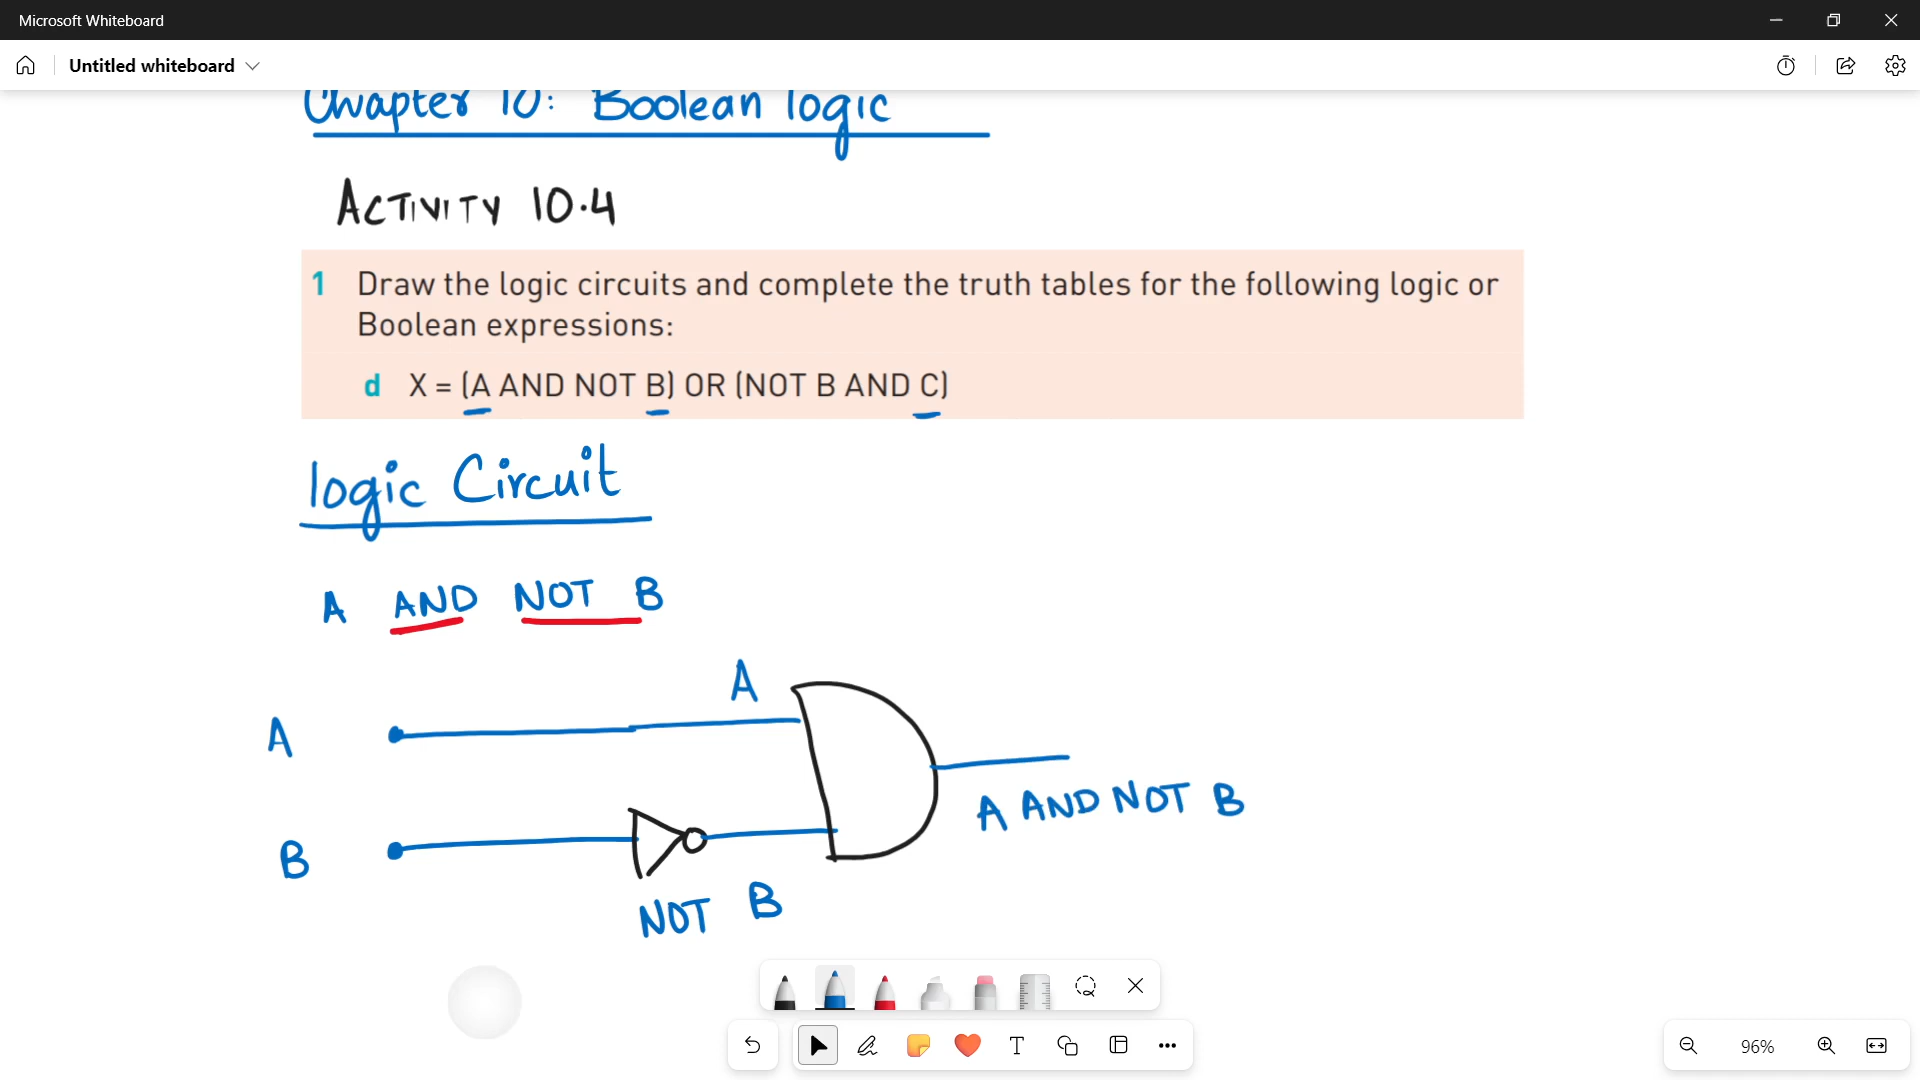 Microsoft Whiteboard
Untitled whiteboard
Chapter 10: Boolean logic
ACTIVITY 10.4
1 Draw the logic circuits and complete the truth tables for the following logic or
Boolean expressions:
d X = (A AND NOT B) OR (NOT B AND C)
logic Circuit
A AND NOT B
A
A
A AND NOT B
B
NOT B
96%